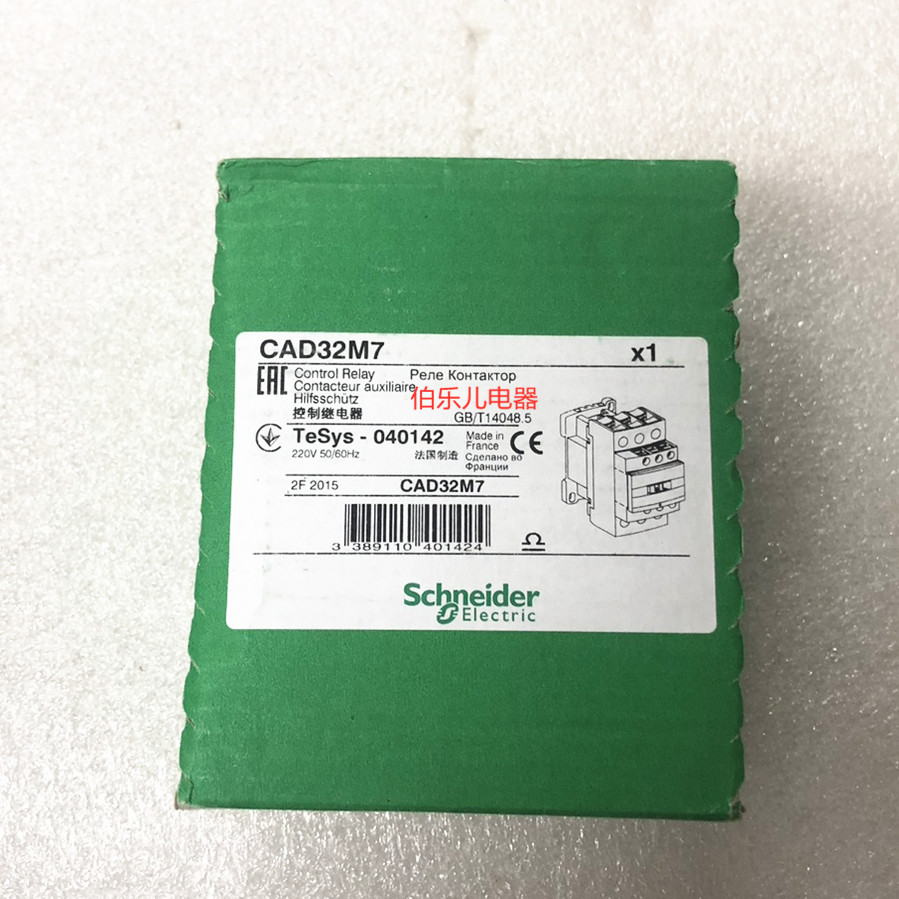 CAD32M7 x1
EAC Control Relay Реле Контактор
Contacteur auxiliaire
Hilfsschütz
伯乐儿电器
控制继电器 GB/T14048.5
TeSys - 040142 Made in
France CE
220V 50/60Hz 法国制造 Сделано во
Франции
2F 2015 CAD32M7
3 389110 401424
Schneider
Electric